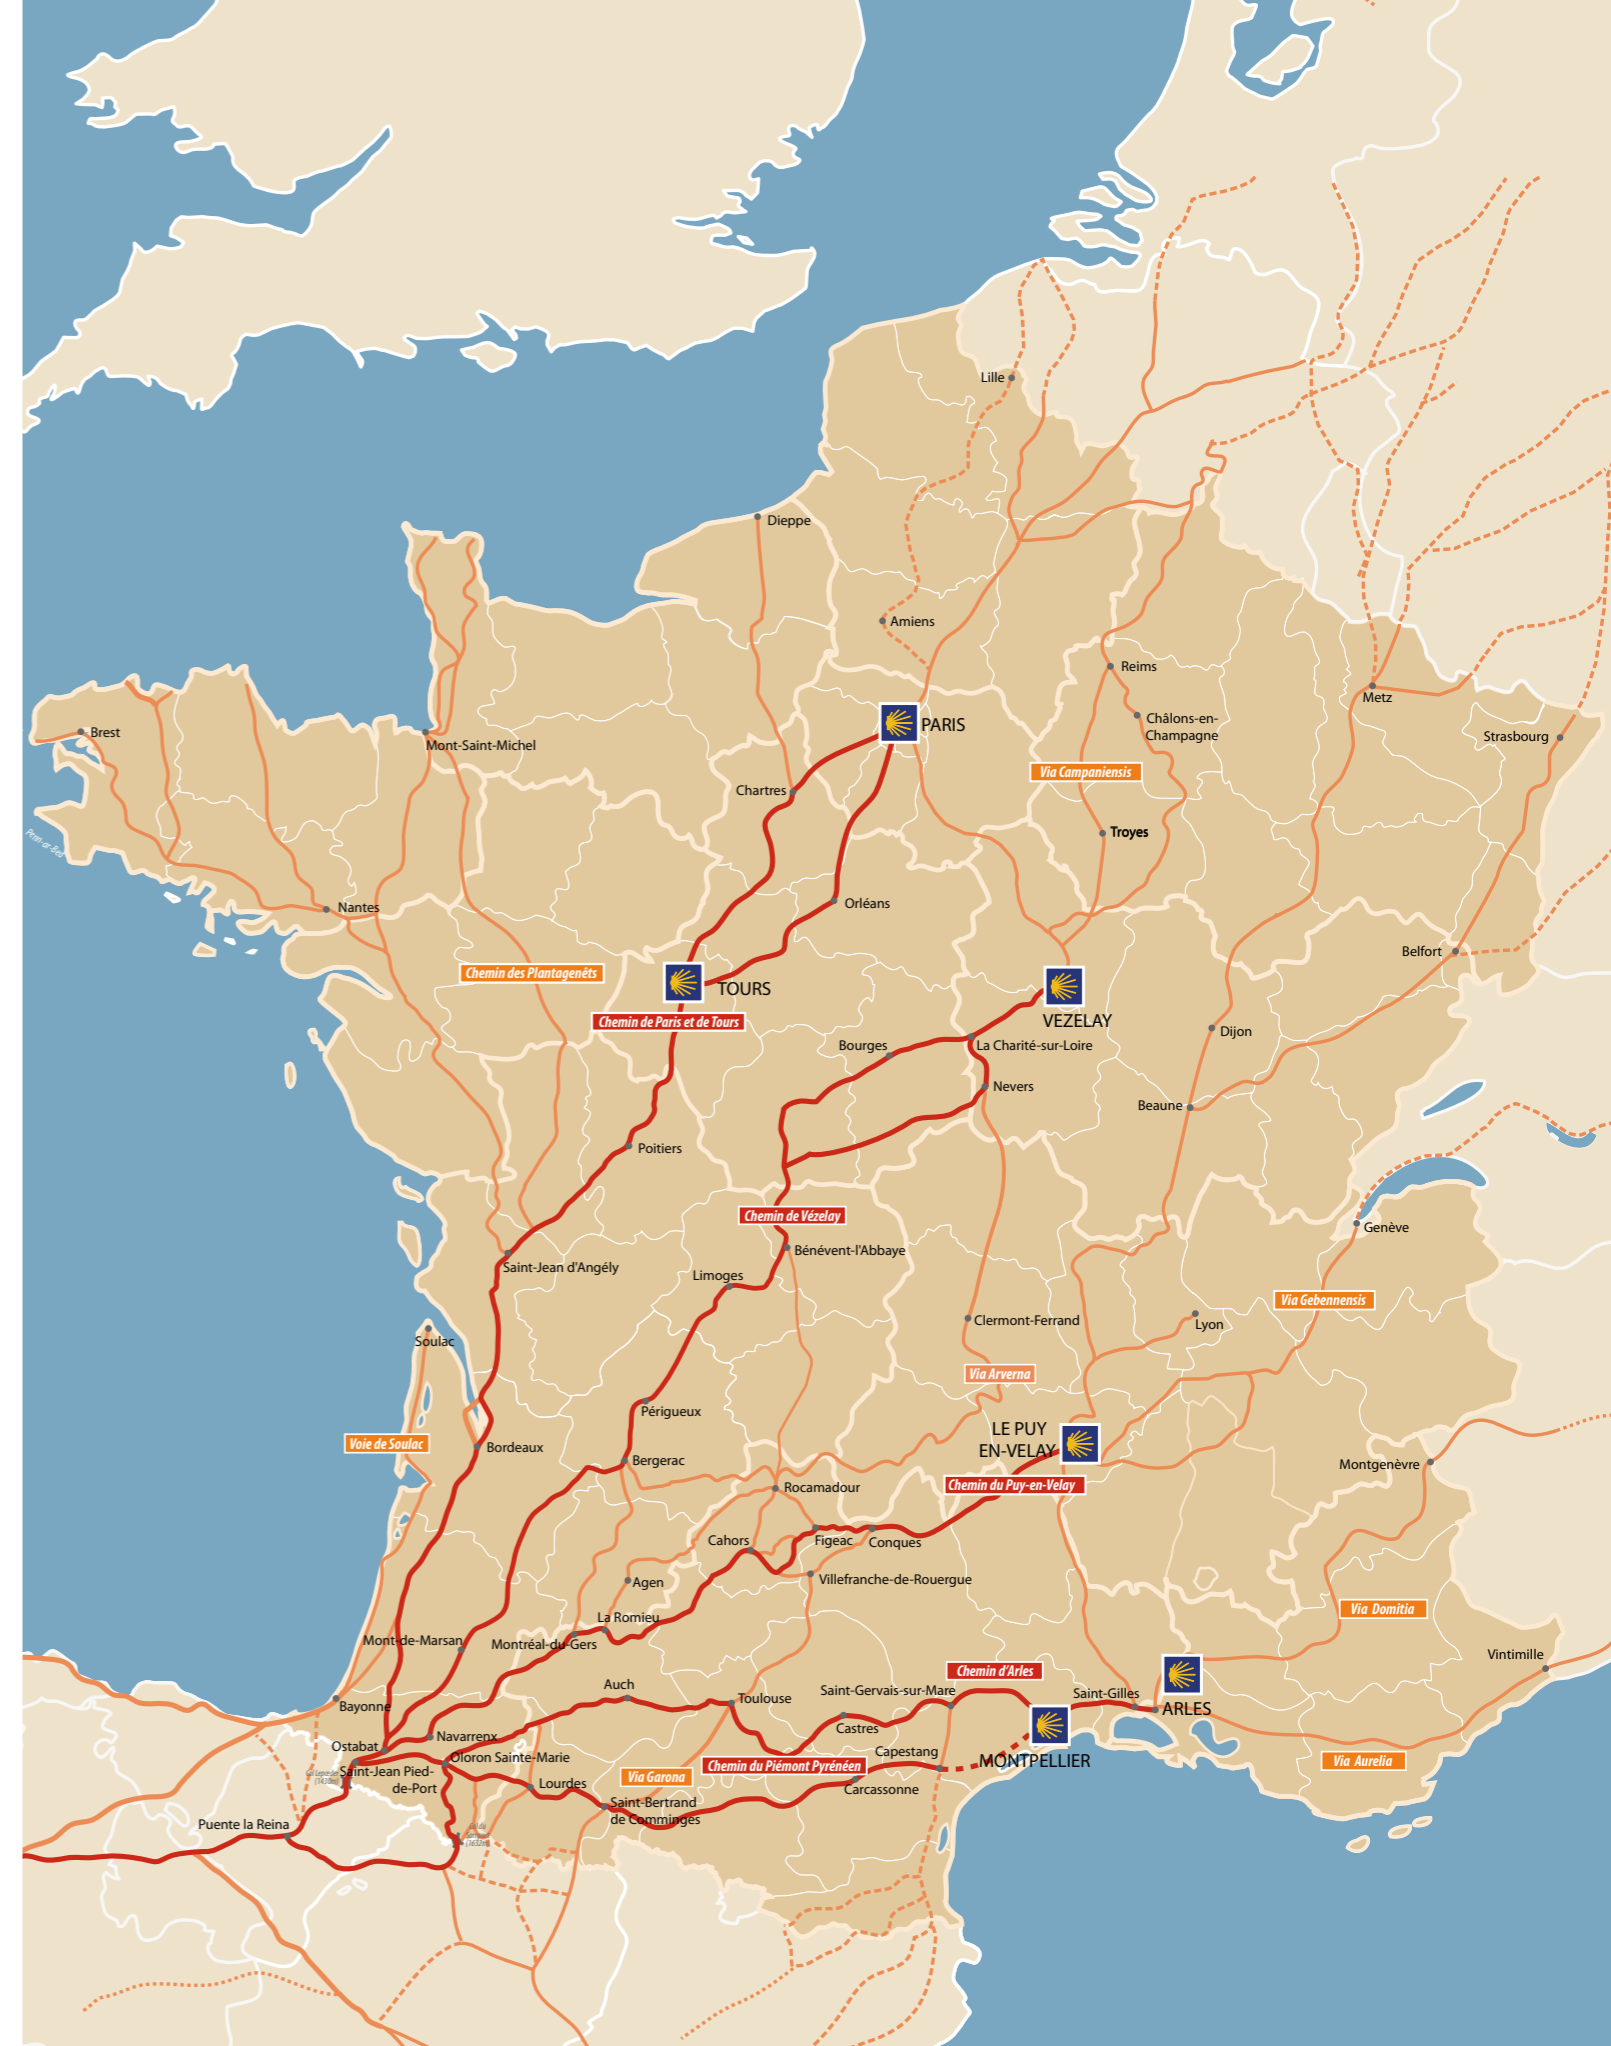 Lille
Dieppe
Amiens
Reims
Metz
Châlons-en-
Champagne
Strasbourg
PARIS
Brest
Mont-Saint-Michel
Via Campaniensis
Chartres
Troyes
Penn-ar-Bed
Nantes
Orléans
Belfort
Chemin des Plantagenêts
TOURS
VEZELAY
Chemin de Paris et de Tours
Dijon
Bourges
La Charité-sur-Loire
Nevers
Beaune
Poitiers
Chemin de Vézelay
Genève
Bénévent-l'Abbaye
Saint-Jean d'Angély
Limoges
Via Gebennensis
Clermont-Ferrand
Lyon
Soulac
Via Arverna
Périgueux
LE PUY
EN-VELAY
Voie de Soulac
Bordeaux
Bergerac
Montgenèvre
Chemin du Puy-en-Velay
Rocamadour
Cahors
Figeac
Conques
Villefranche-de-Rouergue
Agen
Via Domitia
La Romieu
Mont-de-Marsan
Montréal-du-Gers
Vintimille
Chemin d'Arles
Auch
Saint-Gervais-sur-Mare
Saint-Gilles
Toulouse
Bayonne
ARLES
Castres
Navarrenx
Ostabat
Capestang
Oloron Sainte-Marie
MONTPELLIER
Via Aurelia
Chemin du Piémont Pyrénéen
Saint-Jean Pied-
de-Port
(1430m)
Via Garona
Lourdes
Carcassonne
Saint-Bertrand
de Comminges
Puente la Reina
(1632m)